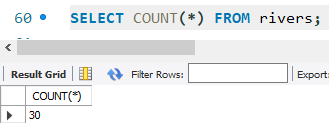 60 SELECT COUNT(*) FROM rivers;
Result Grid Filter Rows: Export:
COUNT(*)
30